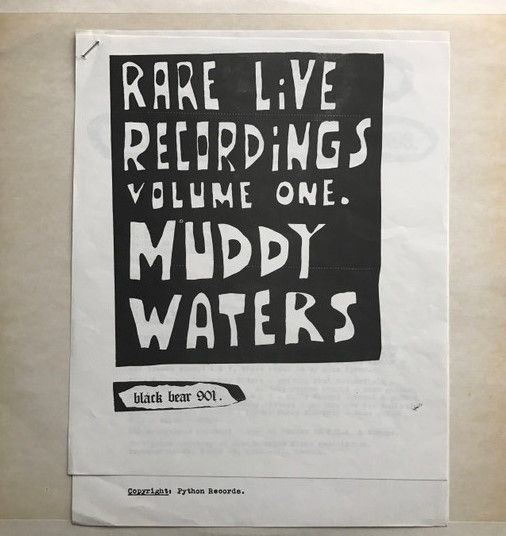 RARE LiVE
RECORDiNGS
VOLUME ONE.
MUDDY
WATERS
black bear 901.
Copyright: Python Records.